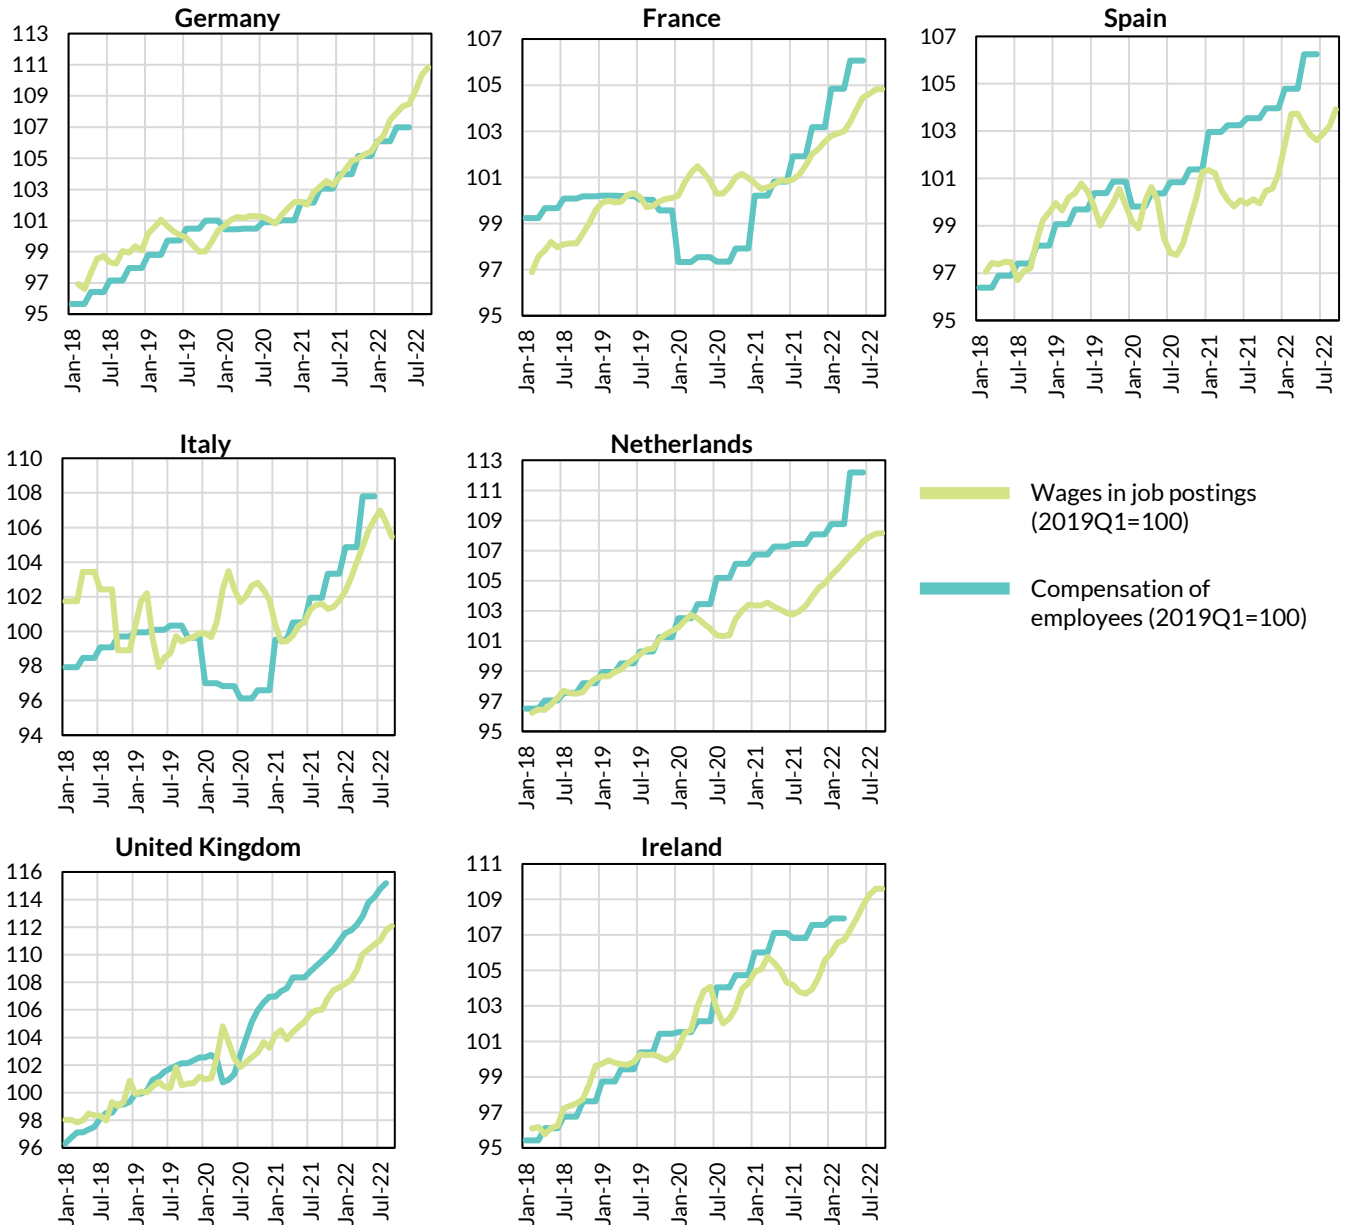 Germany
113
111
109
107
105
103
101
99
97
95
Jan-18
Jul-18
Jan-19
Jul-19
Jan-20
Jul-20
Jan-21
Jul-21
Jan-22
Jul-22
France
107
105
103
101
99
97
95
Jan-18
Jul-18
Jan-19
Jul-19
Jan-20
Jul-20
Jan-21
Jul-21
Jan-22
Jul-22
Spain
107
105
103
101
99
97
95
Jan-18
Jul-18
Jan-19
Jul-19
Jan-20
Jul-20
Jan-21
Jul-21
Jan-22
Jul-22
Italy
110
108
106
104
102
100
98
96
94
Jan-18
Jul-18
Jan-19
Jul-19
Jan-20
Jul-20
Jan-21
Jul-21
Jan-22
Jul-22
Netherlands
113
111
109
107
105
103
101
99
97
95
Jan-18
Jul-18
Jan-19
Jul-19
Jan-20
Jul-20
Jan-21
Jul-21
Jan-22
Jul-22
Wages in job postings
(2019Q1=100)
Compensation of
employees (2019Q1=100)
United Kingdom
116
114
112
110
108
106
104
102
100
98
96
Jan-18
Jul-18
Jan-19
Jul-19
Jan-20
Jul-20
Jan-21
Jul-21
Jan-22
Jul-22
Ireland
111
109
107
105
103
101
99
97
95
Jan-18
Jul-18
Jan-19
Jul-19
Jan-20
Jul-20
Jan-21
Jul-21
Jan-22
Jul-22